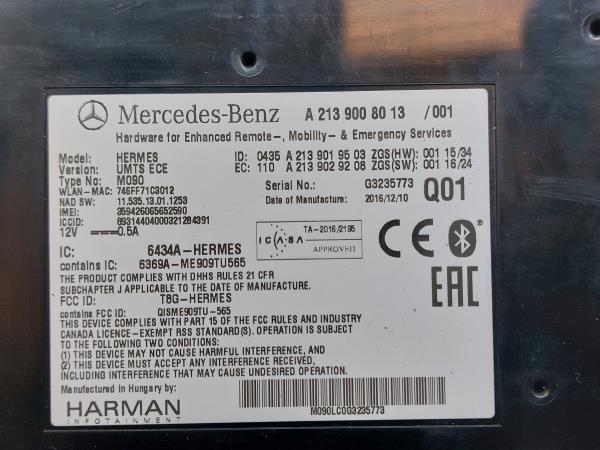 Mercedes-Benz A 213 900 80 13 /001
Hardware for Enhanced Remote-, Mobility- & Emergency Services
Model: HERMES ID: 0435 A 213 901 95 03 ZGS(HW): 001 15/34
Version: UMTS ECE EC: 110 A 213 902 92 08 ZGS(SW): 001 16/24
Type No: M090
WLAN-MAC: 746FF71C3012 Serial No.: G3235773 Q01
NAD SW: 11.535.13.01.1253 Date of Manufacture: 2016/12/10
IMEI: 359426065652590
ICCID: 89314404000321284391
12V ⎓ 0.5A
ICASA TA-2016/2195
APPROVED
CE
IC: 6434A-HERMES
contains IC: 6369A-ME909TU565
EAC
THE PRODUCT COMPLIES WITH DHHS RULES 21 CFR
SUBCHAPTER J APPLICABLE TO THE DATE OF MANUFACTURE.
FCC ID: T8G-HERMES
contains FCC ID: QISME909TU-565
THIS DEVICE COMPLIES WITH PART 15 OF THE FCC RULES AND INDUSTRY
CANADA LICENCE-EXEMPT RSS STANDARD(S). OPERATION IS SUBJECT
TO THE FOLLOWING TWO CONDITIONS:
(1) THIS DEVICE MAY NOT CAUSE HARMFUL INTERFERENCE, AND
(2) THIS DEVICE MUST ACCEPT ANY INTERFERENCE RECEIVED,
INCLUDING INTERFERENCE THAT MAY CAUSE UNDESIRED OPERATION.
Manufactured in Hungary by:
HARMAN
INFOTAINMENT
M090LC0G3235773